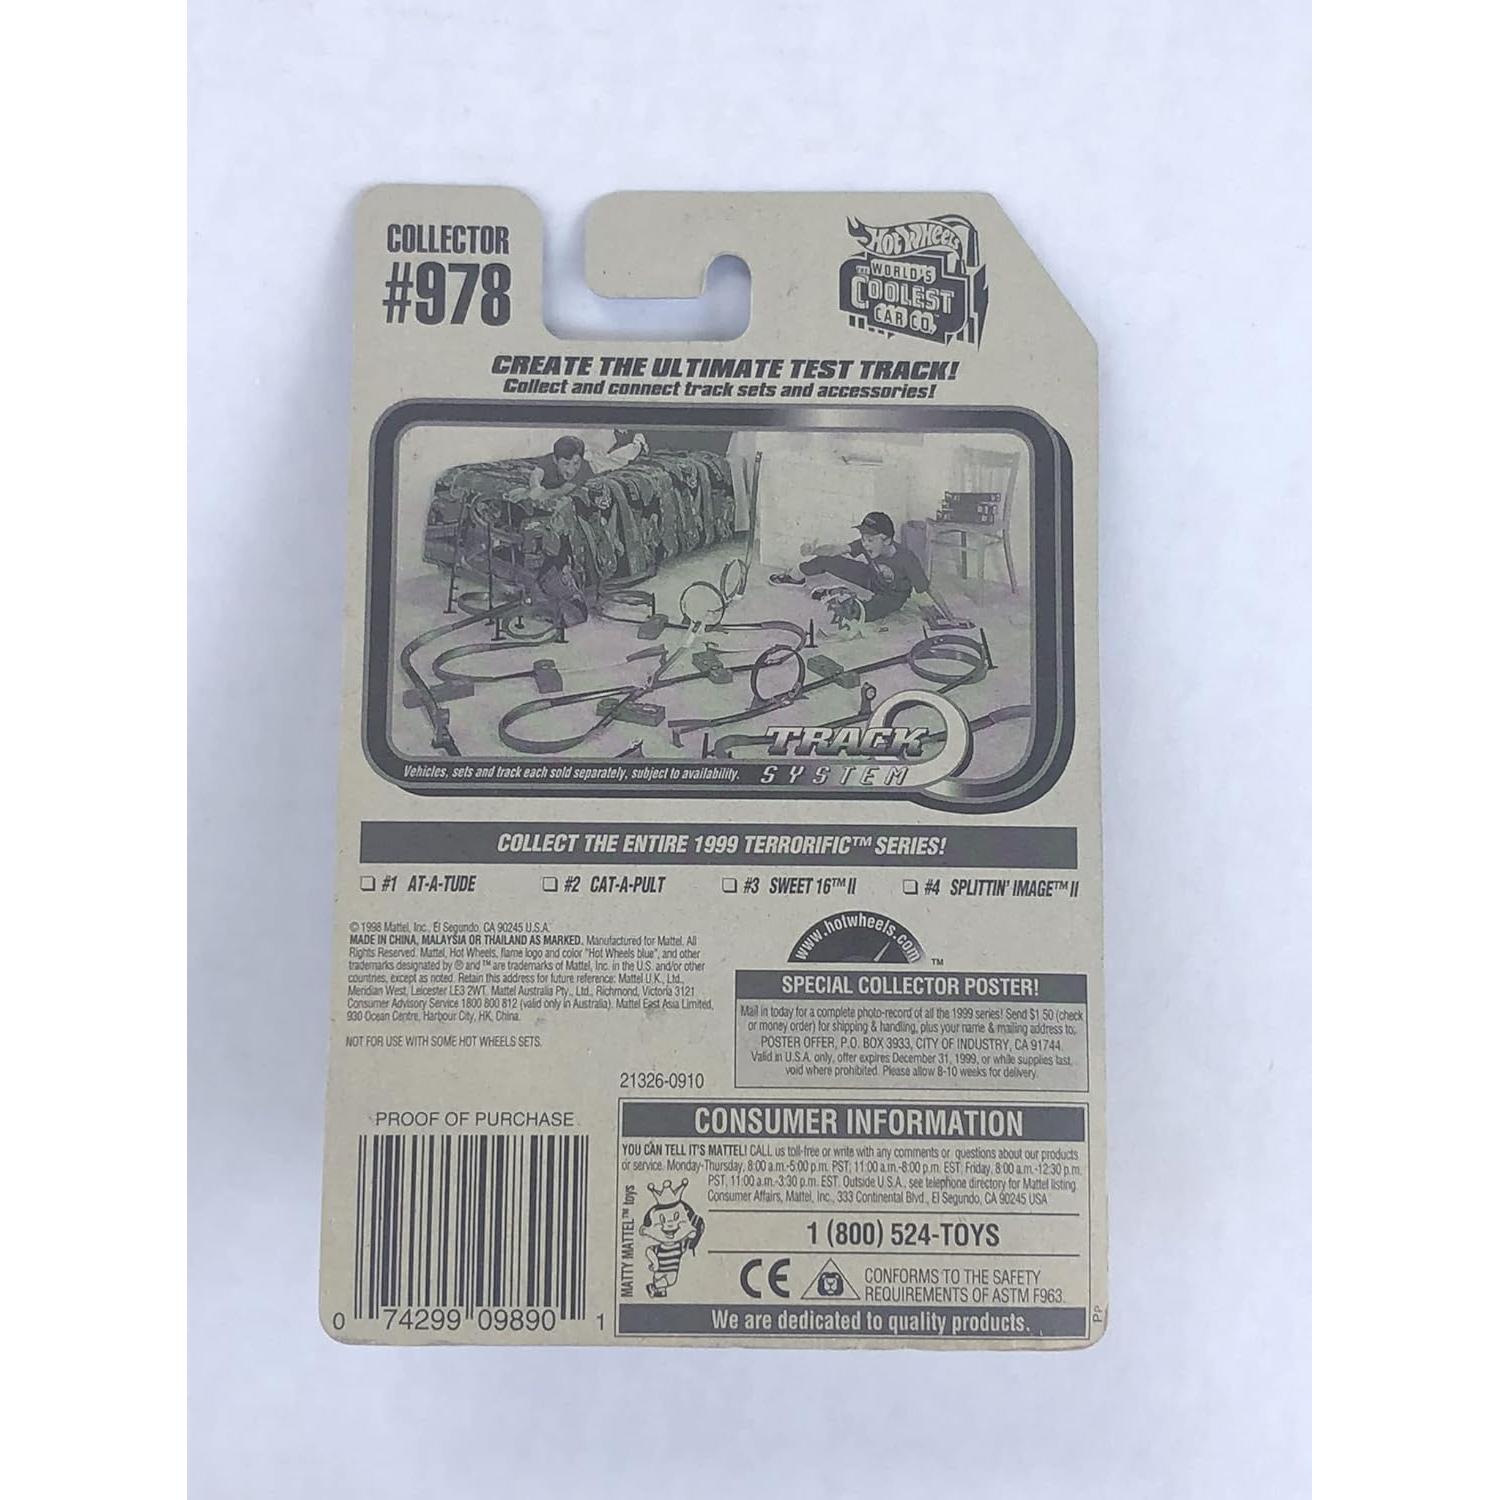 COLLECTOR
#978
HOT WHEELS
THE WORLD'S
COOLEST
CAR CO.™
CREATE THE ULTIMATE TEST TRACK!
Collect and connect track sets and accessories!
TRACK
SYSTEM
Vehicles, sets and track each sold separately, subject to availability.
COLLECT THE ENTIRE 1999 TERRORIFIC™ SERIES!
#1 AT-A-TUDE #2 CAT-A-PULT #3 SWEET 16™ II #4 SPLITTIN' IMAGE™ II
© 1998 Mattel, Inc., El Segundo, CA 90245 U.S.A.
MADE IN CHINA, MALAYSIA OR THAILAND AS MARKED. Manufactured for Mattel. All
Rights Reserved. Mattel, Hot Wheels, flame logo and color "Hot Wheels blue", and other
trademarks designated by ® and ™ are trademarks of Mattel, Inc. in the U.S. and/or other
countries, except as noted. Retain this address for future reference: Mattel U.K., Ltd.,
Meridian West, Leicester LE3 2WT. Mattel Australia Pty., Ltd., Richmond, Victoria 3121.
Consumer Advisory Service 1800 800 812 (valid only in Australia). Mattel East Asia Limited,
930 Ocean Centre, Harbour City, HK, China.
NOT FOR USE WITH SOME HOT WHEELS SETS.
www.hotwheels.com
™
SPECIAL COLLECTOR POSTER!
Mail in today for a complete photo-record of all the 1999 series! Send $1.50 (check
or money order) for shipping & handling, plus your name & mailing address to:
POSTER OFFER, P.O. BOX 3933, CITY OF INDUSTRY, CA 91744.
Valid in U.S.A. only, offer expires December 31, 1999, or while supplies last,
void where prohibited. Please allow 8-10 weeks for delivery.
21326-0910
PROOF OF PURCHASE
0 74299 09890 1
CONSUMER INFORMATION
YOU CAN TELL IT'S MATTEL! CALL us toll-free or write with any comments or questions about our products
or service. Monday-Thursday, 8:00 a.m.-5:00 p.m. PST; 11:00 a.m.-8:00 p.m. EST. Friday, 8:00 a.m.-12:30 p.m.
PST, 11:00 a.m.-3:30 p.m. EST. Outside U.S.A., see telephone directory for Mattel listing.
Consumer Affairs, Mattel, Inc., 333 Continental Blvd., El Segundo, CA 90245 USA
MATTY MATTEL™ toys
1 (800) 524-TOYS
CE
CONFORMS TO THE SAFETY
REQUIREMENTS OF ASTM F963.
We are dedicated to quality products.
PP